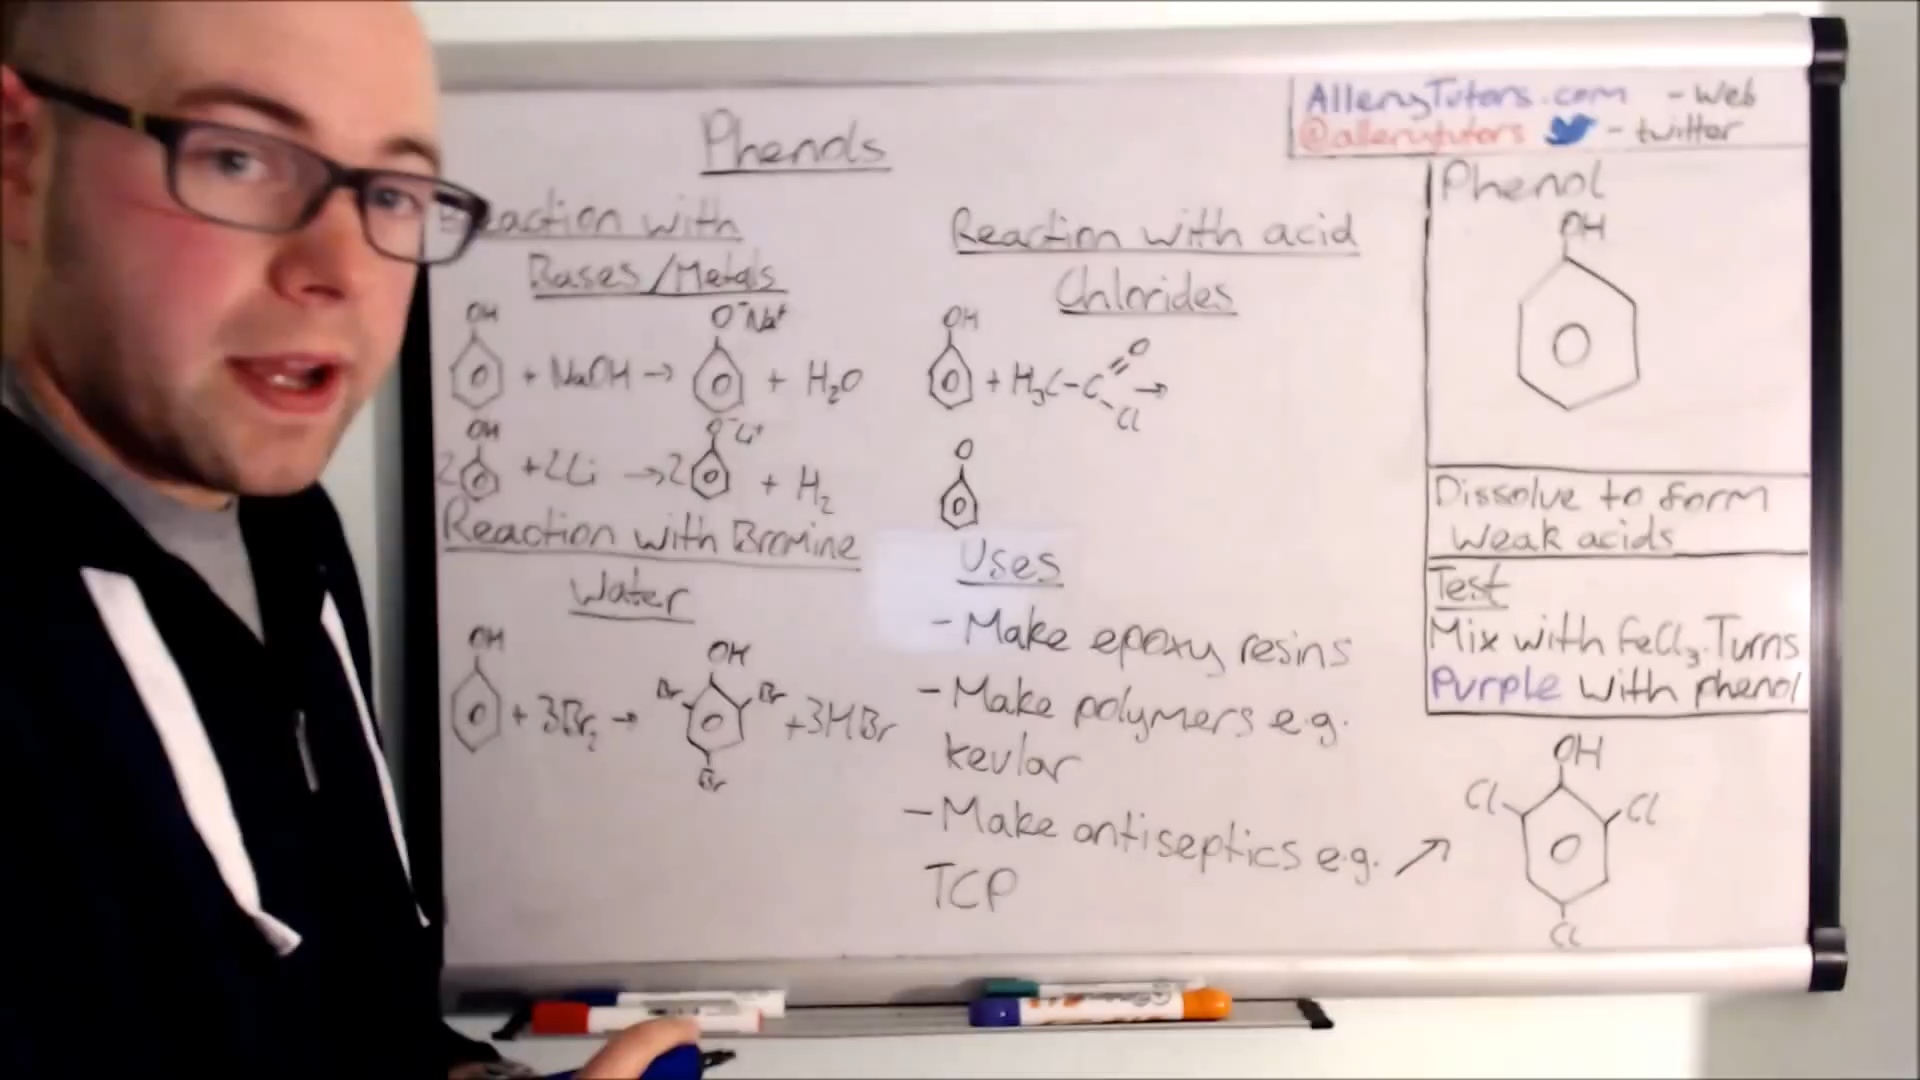 Phenols
AlleryTutors.com - Web
@allerytutors - twitter
Reaction with
Bases/Metals
OH + NaOH → O⁻Na⁺ + H₂O
2 OH + 2Li → 2 O⁻Li⁺ + H₂
Reaction with Bromine
Water
OH + 3Br₂ → OH Br Br Br + 3HBr
Reaction with acid
Chlorides
OH + H₃C-C=O Cl →
O
Uses
- Make epoxy resins
- Make polymers e.g.
kevlar
- Make antiseptics e.g. ↗
TCP
Phenol
OH
Dissolve to form
weak acids
Test
Mix with FeCl₃. Turns
Purple with phenol
OH
Cl Cl
Cl